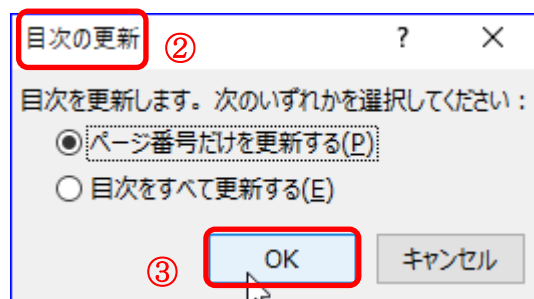 目次の更新 ② ? ×
目次を更新します。次のいずれかを選択してください：
ページ番号だけを更新する(P)
目次をすべて更新する(E)
③ OK キャンセル